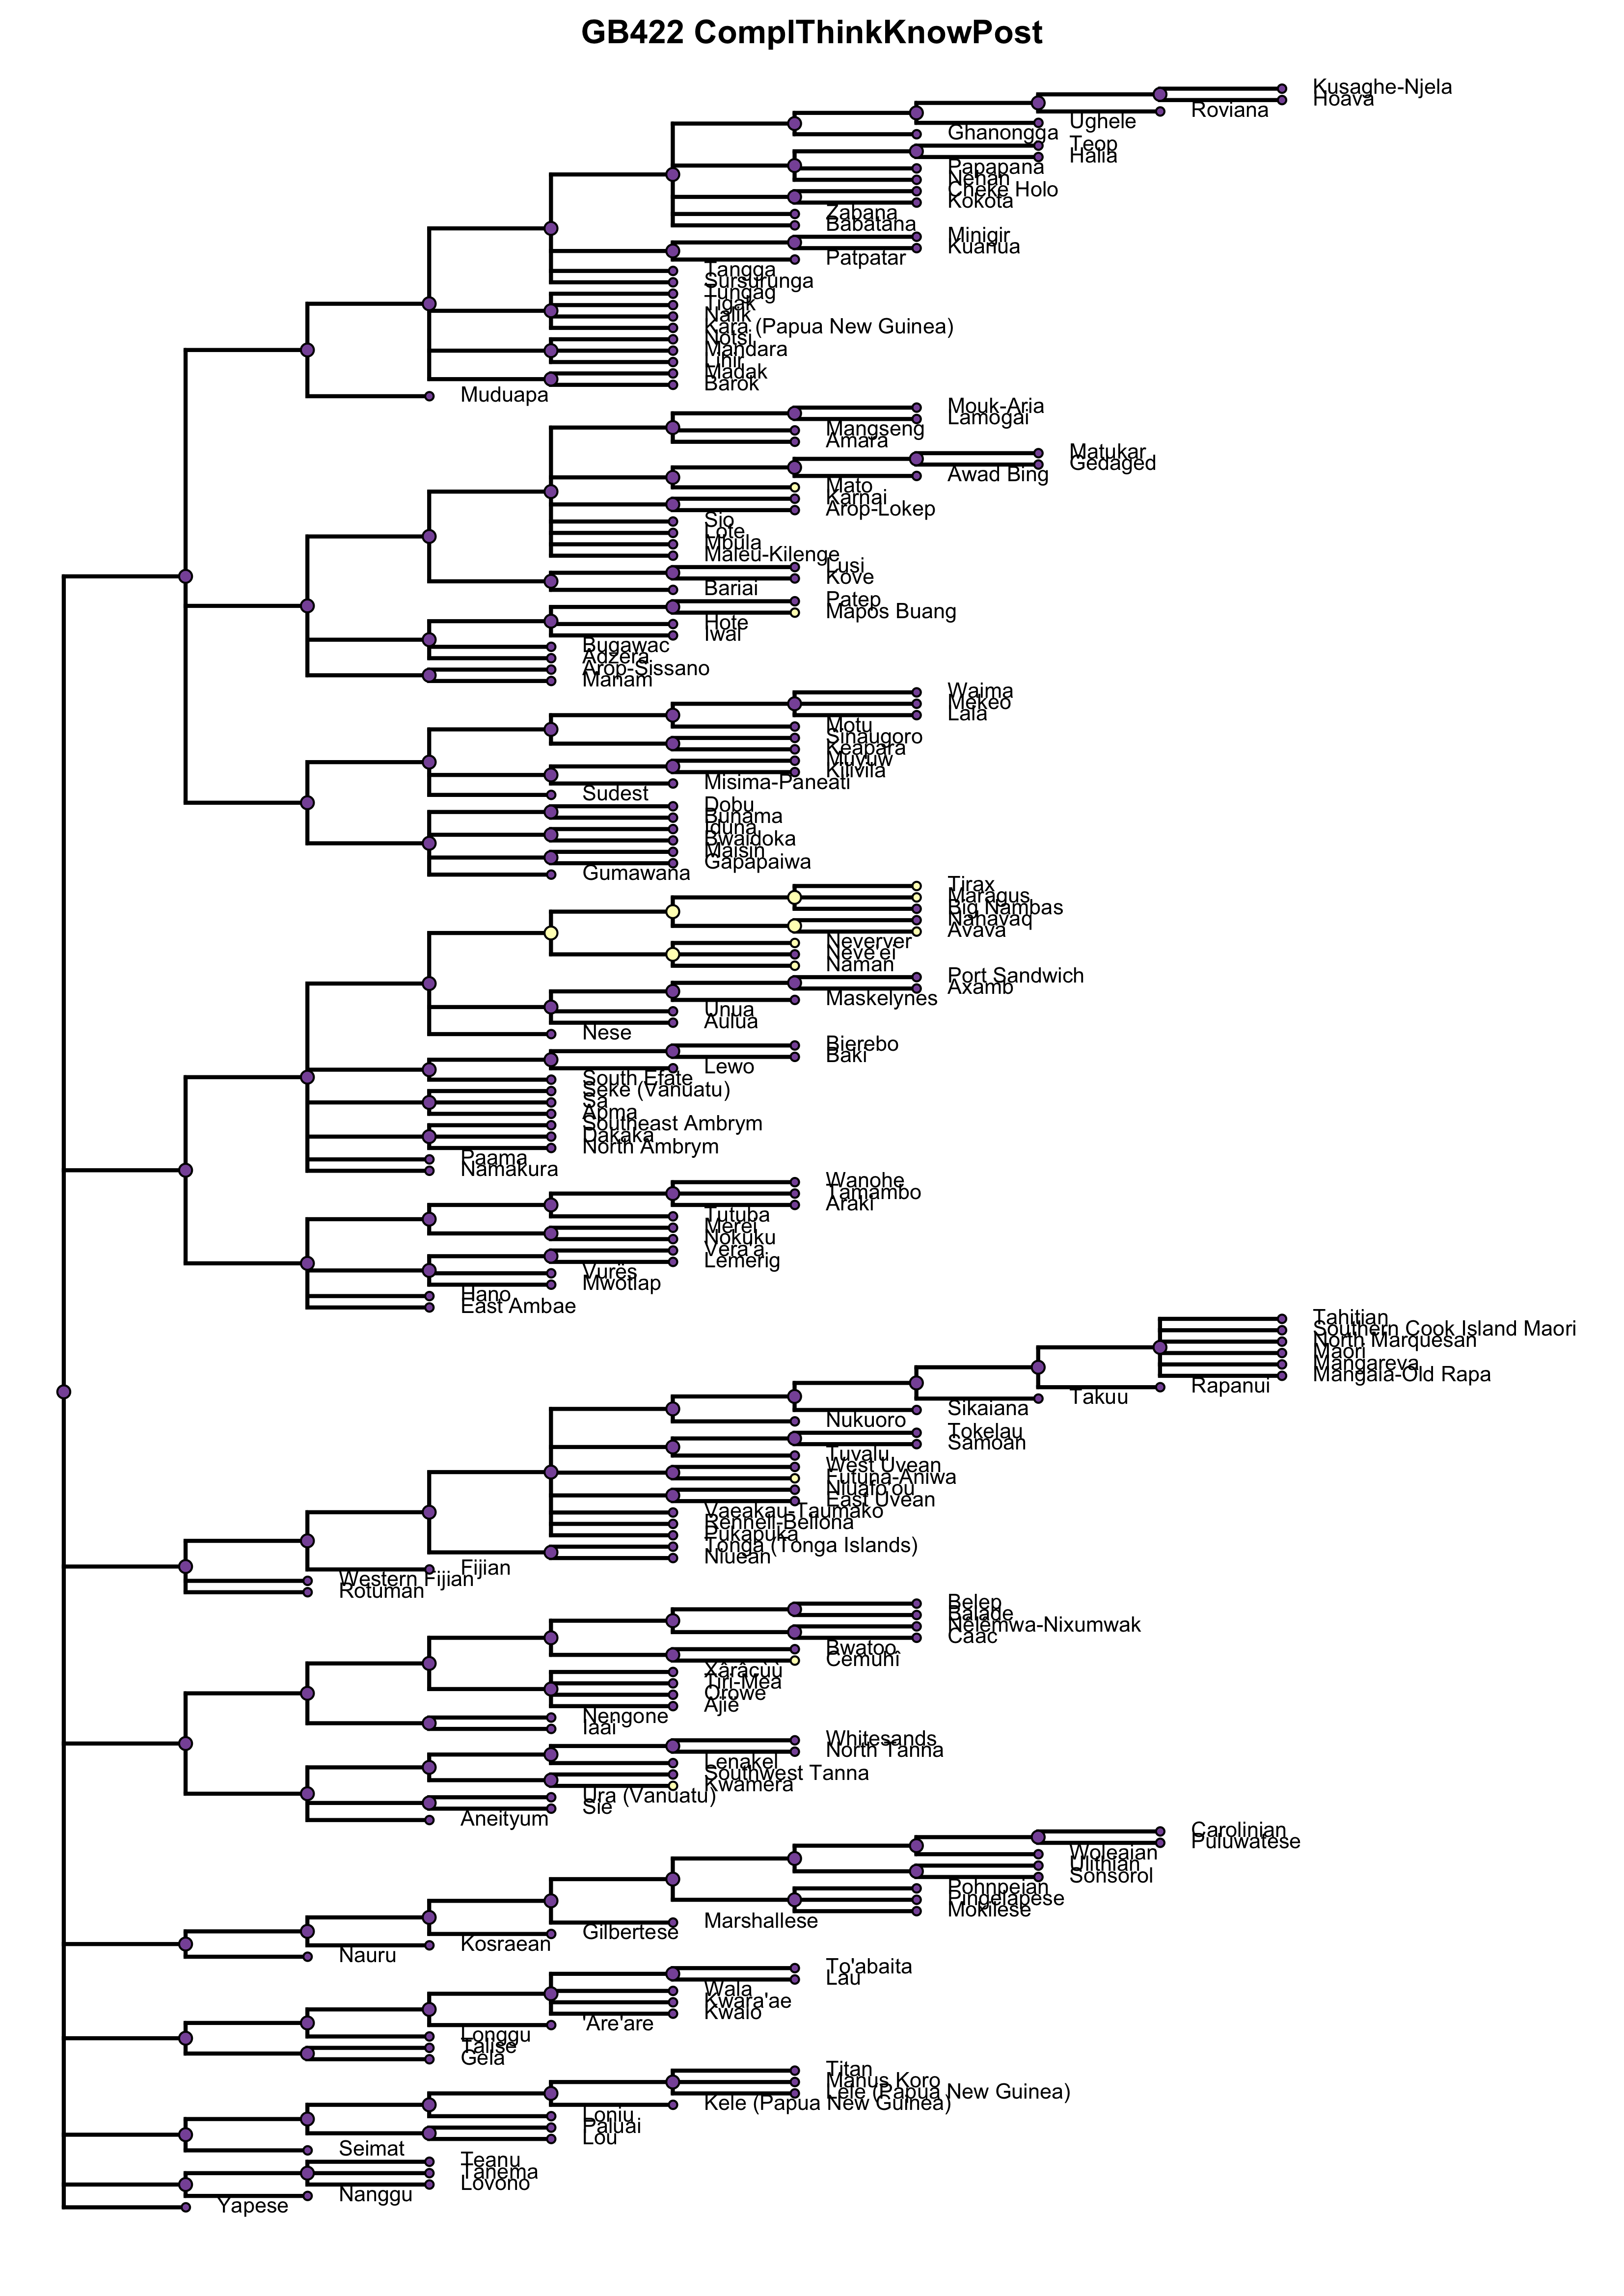 GB422 ComplThinkKnowPost
Kusaghe-Njela
Hoava
Roviana
Ughele
Ghanongga
Teop
Halia
Papapana
Nehan
Cheke Holo
Kokota
Zabana
Babatana
Minigir
Kuanua
Patpatar
Tangga
Sursurunga
Tungag
Tigak
Nalik
Kara (Papua New Guinea)
Notsi
Mandara
Lihir
Madak
Barok
Muduapa
Mouk-Aria
Lamogai
Mangseng
Amara
Matukar
Gedaged
Awad Bing
Mato
Karnai
Arop-Lokep
Sio
Lote
Mbula
Maleu-Kilenge
Lusi
Kove
Bariai
Patep
Mapos Buang
Hote
Iwal
Bugawac
Adzera
Arop-Sissano
Manam
Waima
Mekeo
Lala
Motu
Sinaugoro
Keapara
Muyuw
Kilivila
Misima-Paneati
Sudest
Dobu
Bunama
Iduna
Bwaidoka
Maisin
Gapapaiwa
Gumawana
Tirax
Maragus
Big Nambas
Nahavaq
Avava
Neverver
Neve'ei
Naman
Port Sandwich
Axamb
Maskelynes
Unua
Aulua
Nese
Bierebo
Baki
Lewo
South Efate
Seke (Vanuatu)
Sa
Apma
Southeast Ambrym
Dakaka
North Ambrym
Paama
Namakura
Wanohe
Tamambo
Araki
Tutuba
Merei
Nokuku
Vera'a
Lemerig
Vurës
Mwotlap
Hano
East Ambae
Tahitian
Southern Cook Island Maori
North Marquesan
Maori
Mangareva
Mangaia-Old Rapa
Rapanui
Takuu
Sikaiana
Nukuoro
Tokelau
Samoan
Tuvalu
West Uvean
Futuna-Aniwa
Niuafo'ou
East Uvean
Vaeakau-Taumako
Rennell-Bellona
Pukapuka
Tonga (Tonga Islands)
Niuean
Fijian
Western Fijian
Rotuman
Belep
Balade
Nêlêmwa-Nixumwak
Caac
Bwatoo
Cemuhî
Xârâcùù
Tiri-Mea
Orowe
Ajië
Nengone
Iaai
Whitesands
North Tanna
Lenakel
Southwest Tanna
Kwamera
Ura (Vanuatu)
Sie
Aneityum
Carolinian
Puluwatese
Woleaian
Ulithian
Sonsorol
Pohnpeian
Pingelapese
Mokilese
Marshallese
Gilbertese
Kosraean
Nauru
To'abaita
Lau
Wala
Kwara'ae
Kwaio
'Are'are
Longgu
Talise
Gela
Titan
Manus Koro
Lele (Papua New Guinea)
Kele (Papua New Guinea)
Loniu
Paluai
Lou
Seimat
Teanu
Tanema
Lovono
Nanggu
Yapese